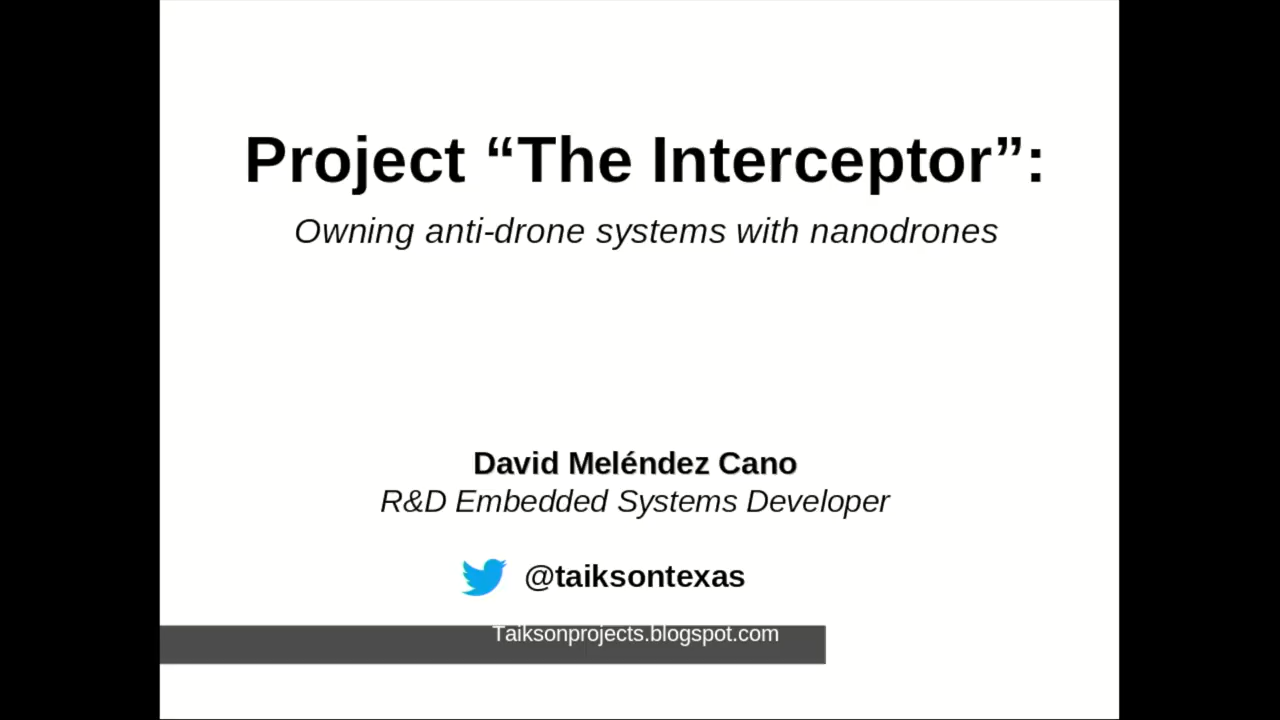 Project “The Interceptor”:
Owning anti-drone systems with nanodrones
David Meléndez Cano
R&D Embedded Systems Developer
@taiksontexas
Taiksonprojects.blogspot.com